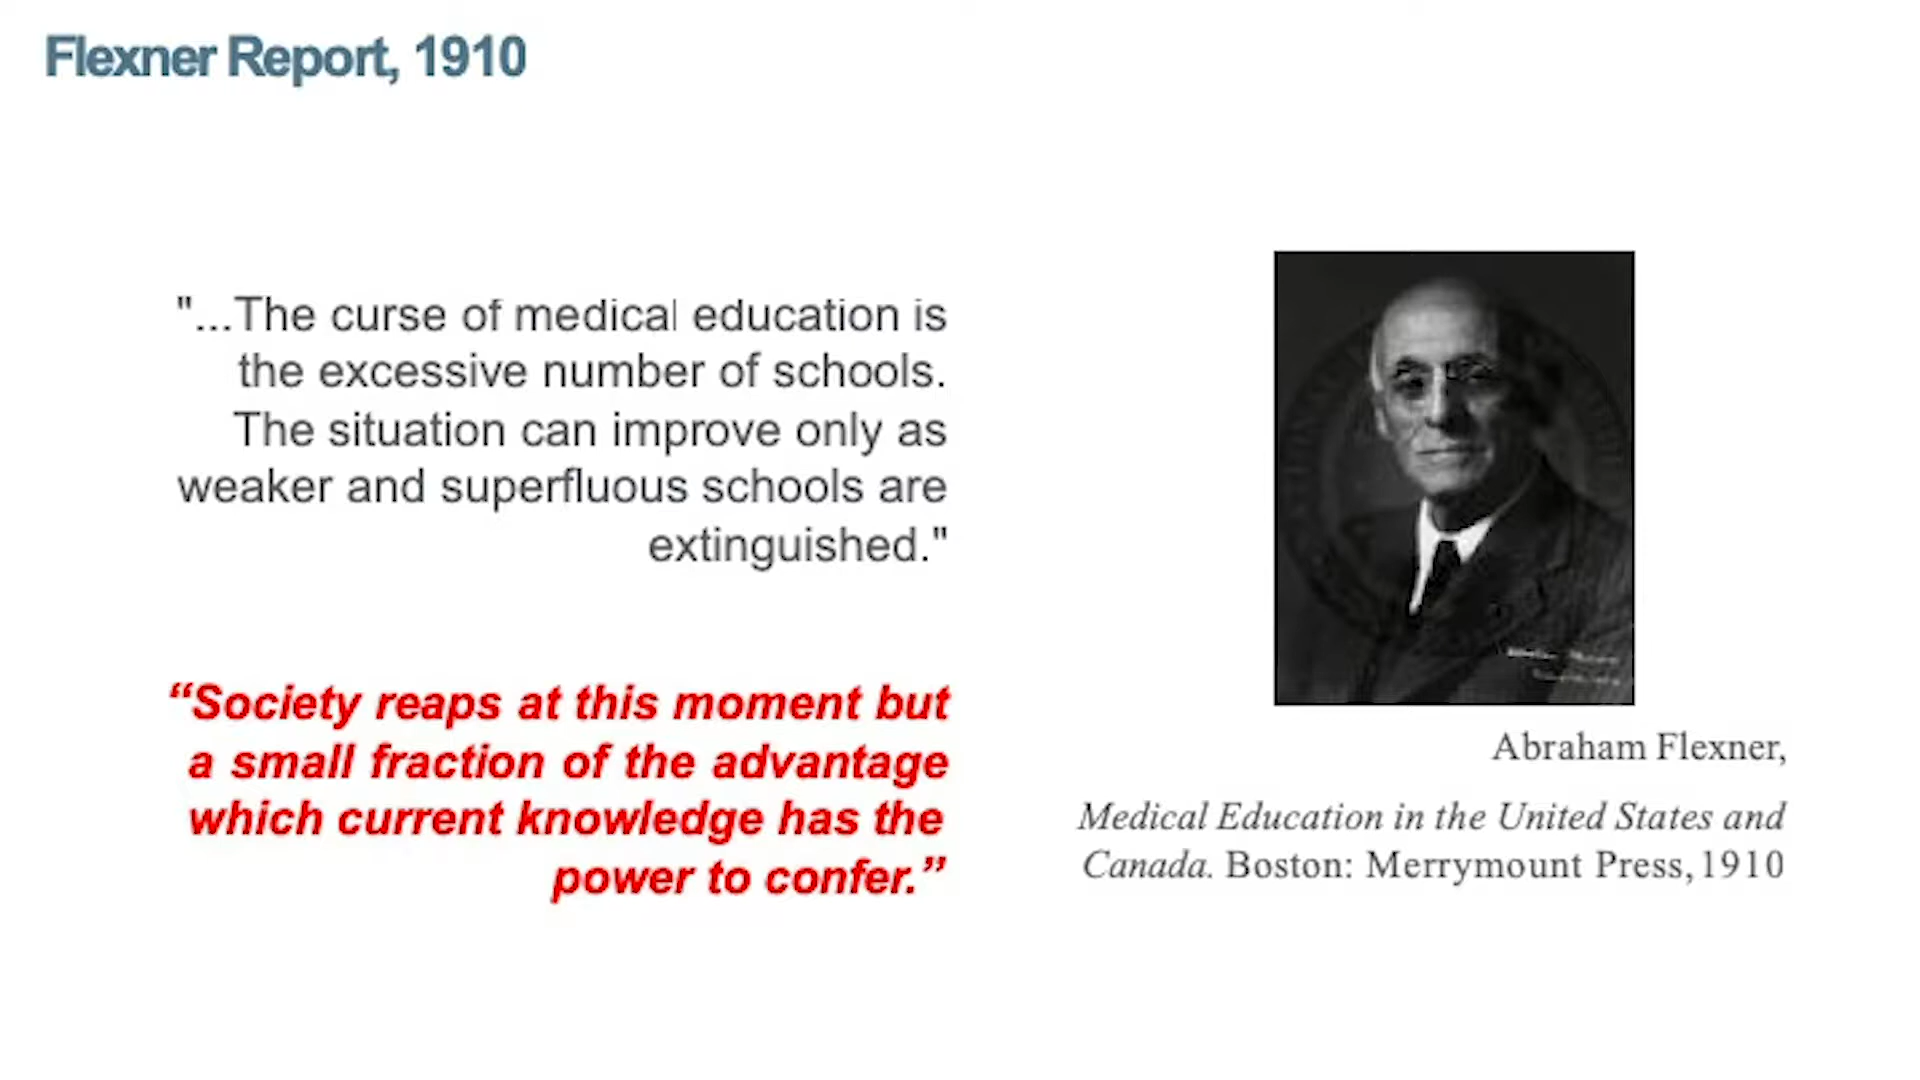 Flexner Report, 1910
"...The curse of medical education is
the excessive number of schools.
The situation can improve only as
weaker and superfluous schools are
extinguished."
“Society reaps at this moment but
a small fraction of the advantage
which current knowledge has the
power to confer.”
Abraham Flexner,
Medical Education in the United States and
Canada. Boston: Merrymount Press, 1910